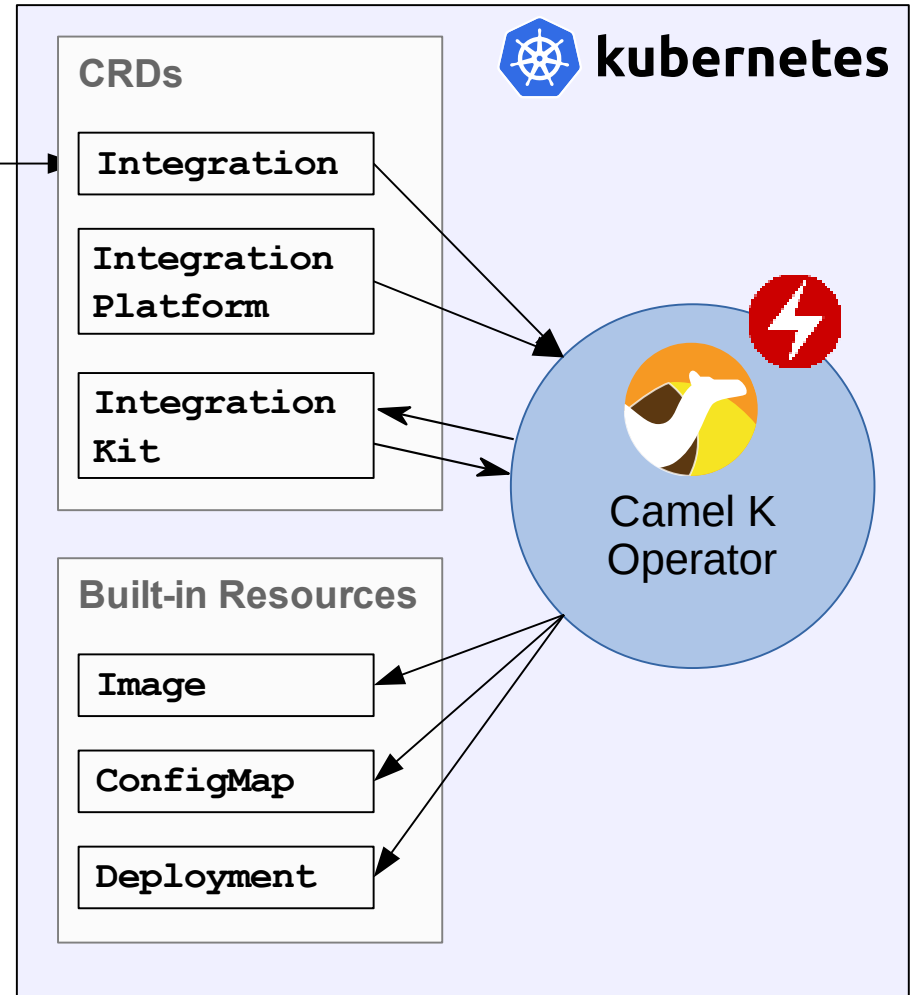 kubernetes
CRDs
Integration
Integration
Platform
Integration
Kit
Camel K
Operator
Built-in Resources
Image
ConfigMap
Deployment